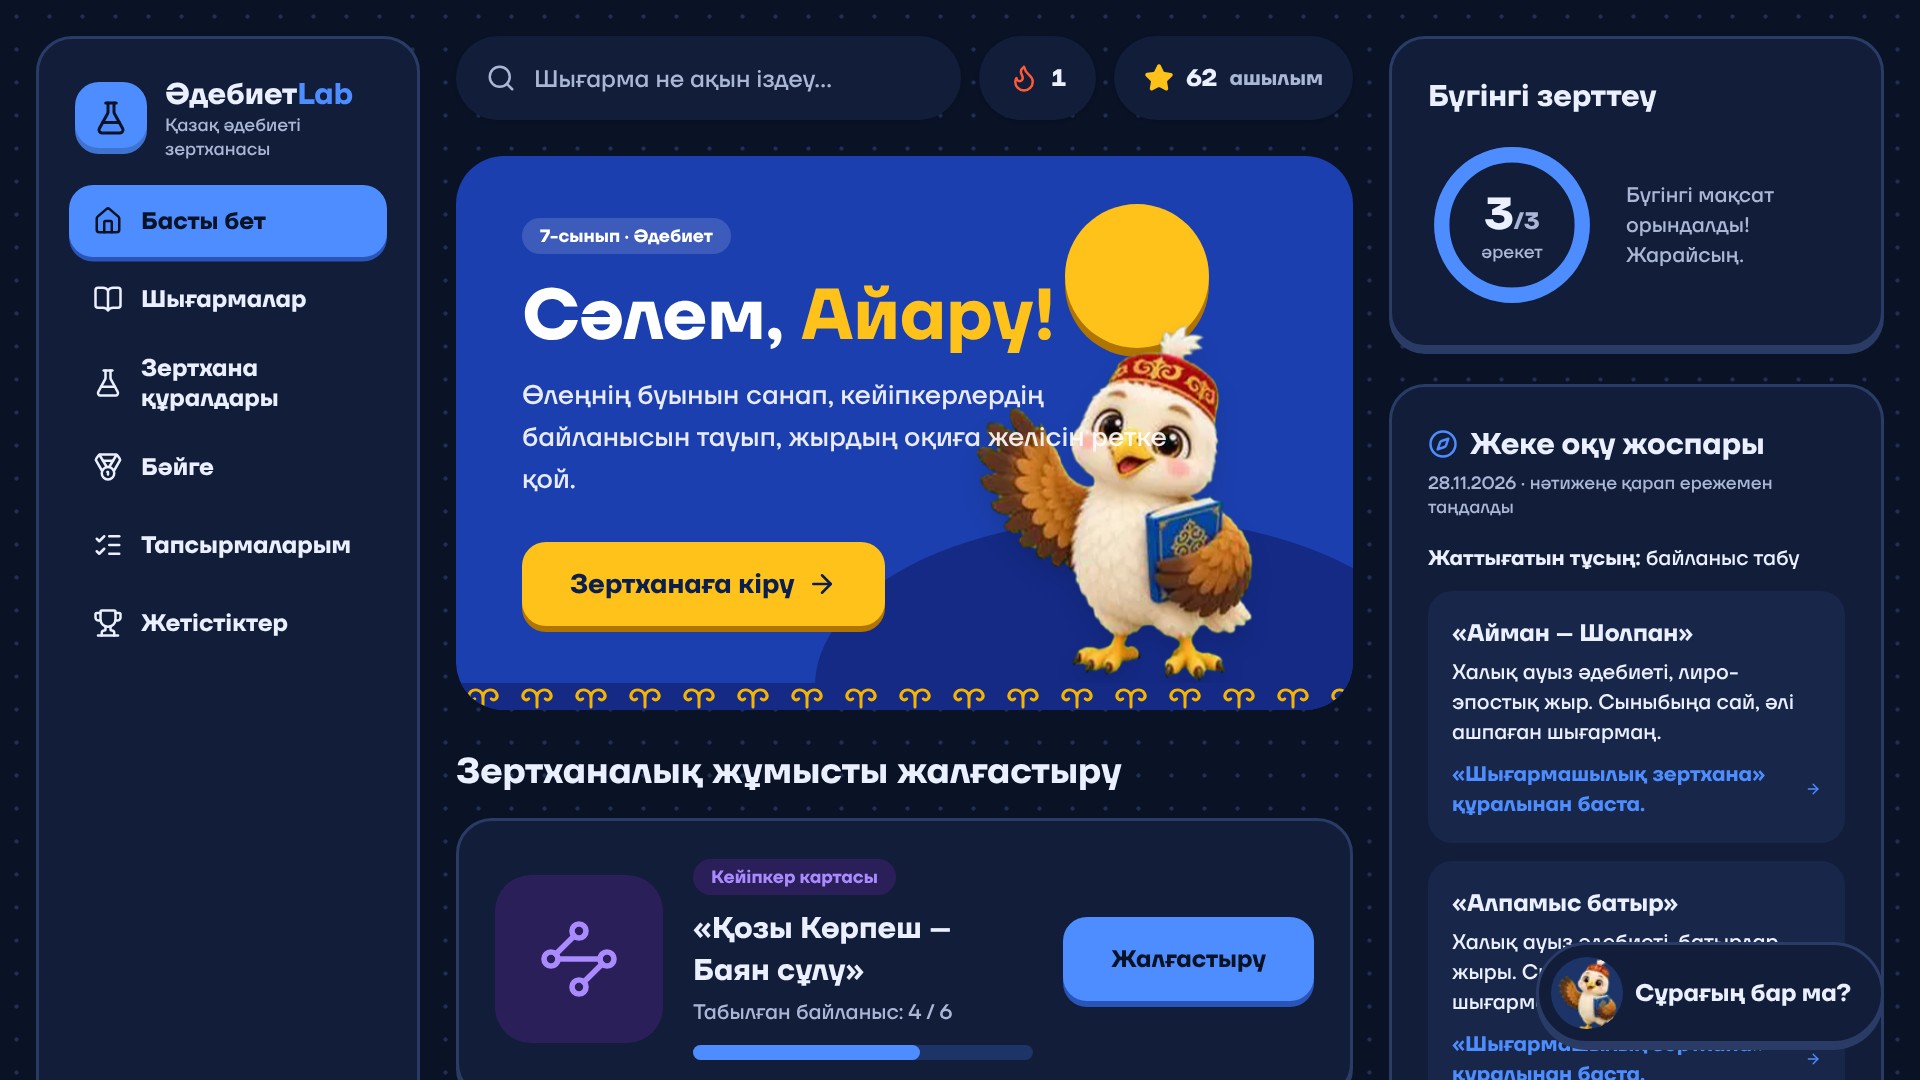 ӘдебиетLab
Қазақ әдебиеті
зертханасы
Басты бет
Шығармалар
Зертхана
құралдары
Бәйге
Тапсырмаларым
Жетістіктер
Шығарма не ақын іздеу...
1
62 ашылым
7-сынып · Әдебиет
Сәлем, Айару!
Өлеңнің буынын санап, кейіпкерлердің
байланысын тауып, жырдың оқиға желісін ретке
қой.
Зертханаға кіру
Зертханалық жұмысты жалғастыру
Кейіпкер картасы
«Қозы Көрпеш –
Баян сұлу»
Табылған байланыс: 4 / 6
Жалғастыру
Бүгінгі зерттеу
3/3
әрекет
Бүгінгі мақсат
орындалды!
Жарайсың.
Жеке оқу жоспары
28.11.2026 · нәтижеңе қарап ережемен
таңдалды
Жаттығатын тұсың: байланыс табу
«Айман – Шолпан»
Халық ауыз әдебиеті, лиро-
эпостық жыр. Сыныбыңа сай, әлі
ашпаған шығармаң.
«Шығармашылық зертхана»
құралынан баста.
«Алпамыс батыр»
Халық ауыз әдебиеті, батырлар
жыры.
«Шығармашылық зертхана»
құралынан баста.
Сұрағың бар ма?